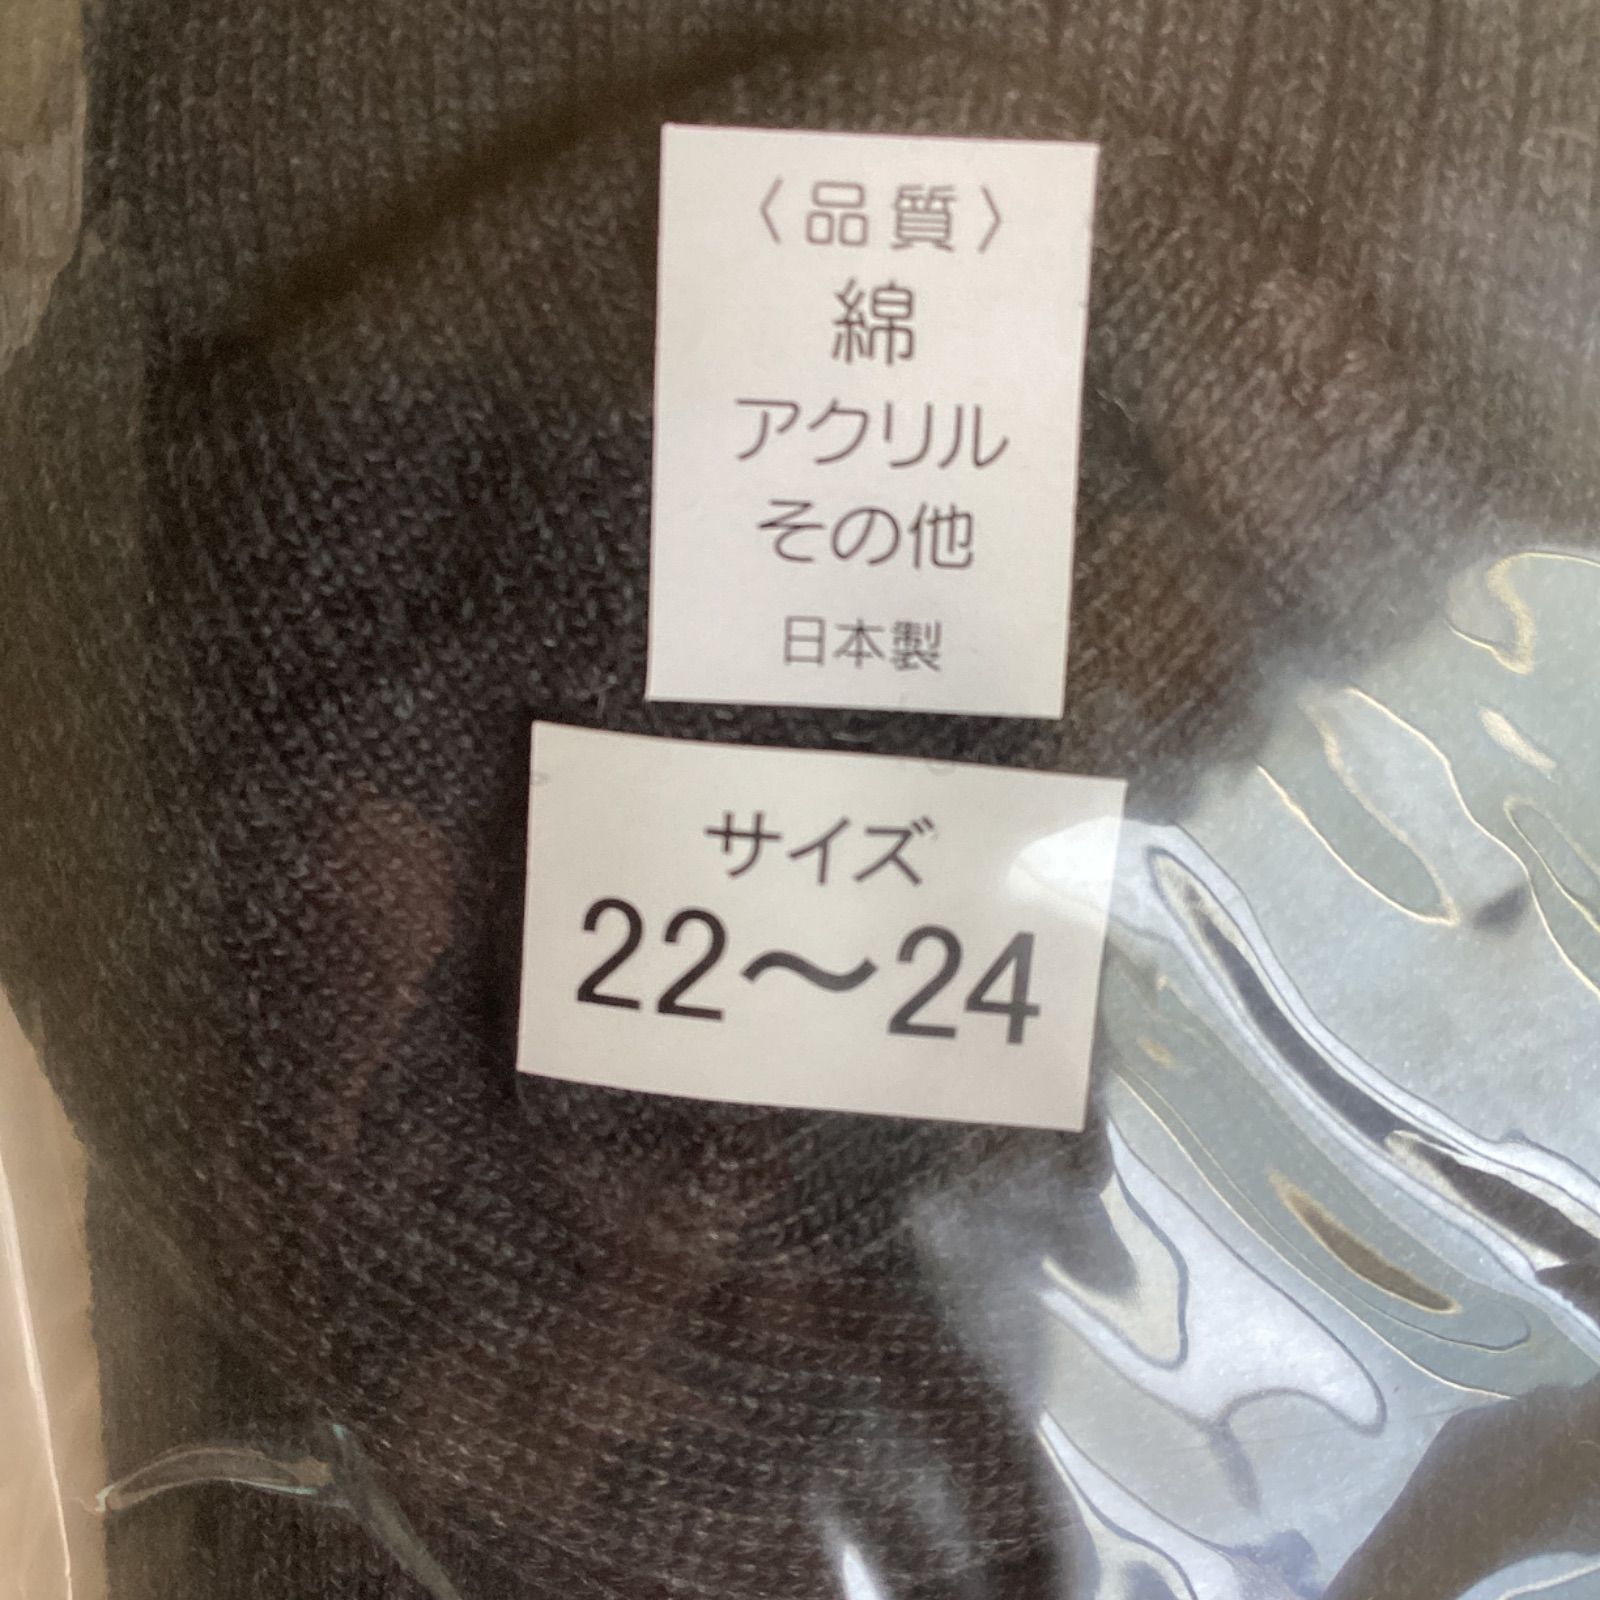 〈品質〉
綿
アクリル
その他
日本製
サイズ
22〜24